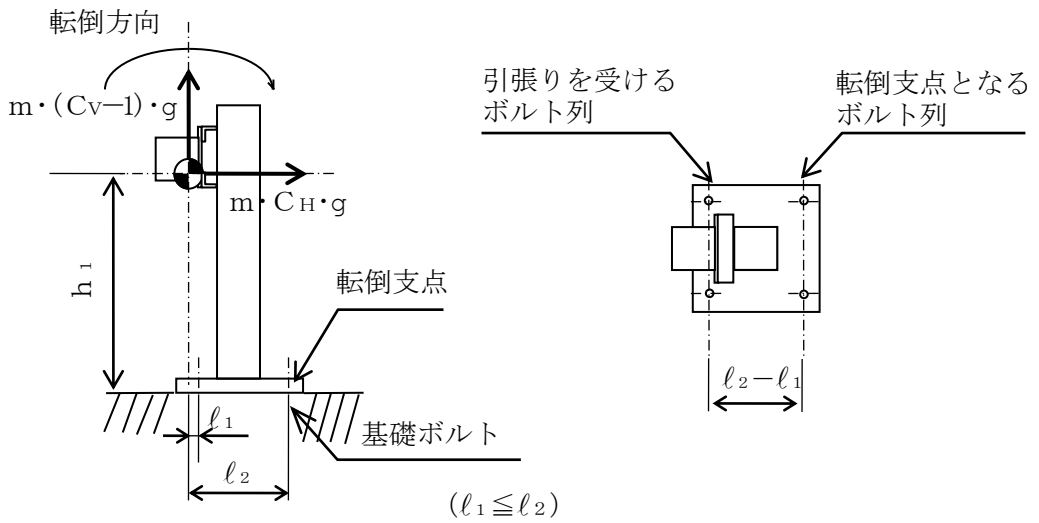 転倒方向
m･(CV−1)･g
m･CH･g
h1
転倒支点
ℓ1
基礎ボルト
ℓ2
(ℓ1≦ℓ2)
引張りを受ける
ボルト列
転倒支点となる
ボルト列
ℓ2−ℓ1